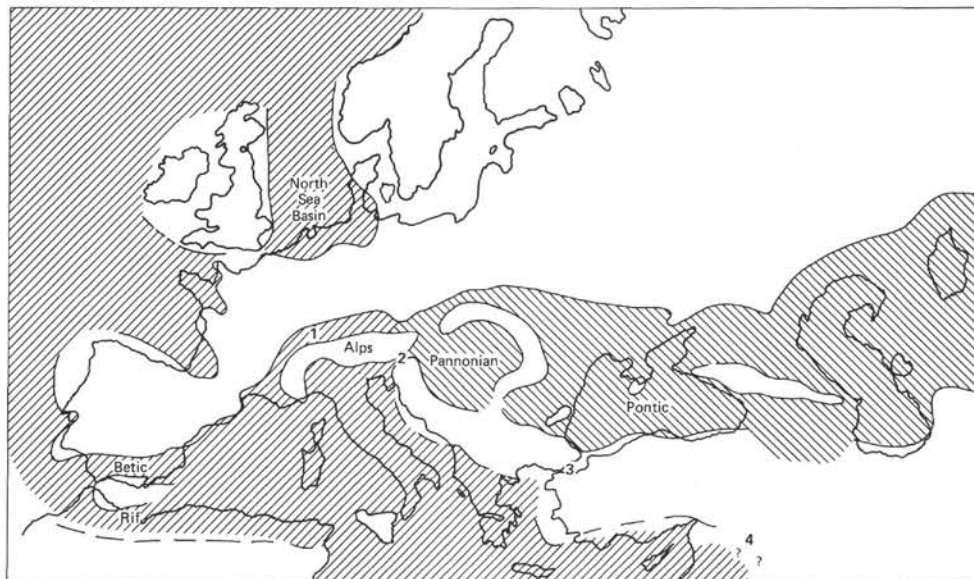 North
Sea
Basin
1
Alps
2
Pannonian
Pontic
Betic
3
Rif
4
? ?